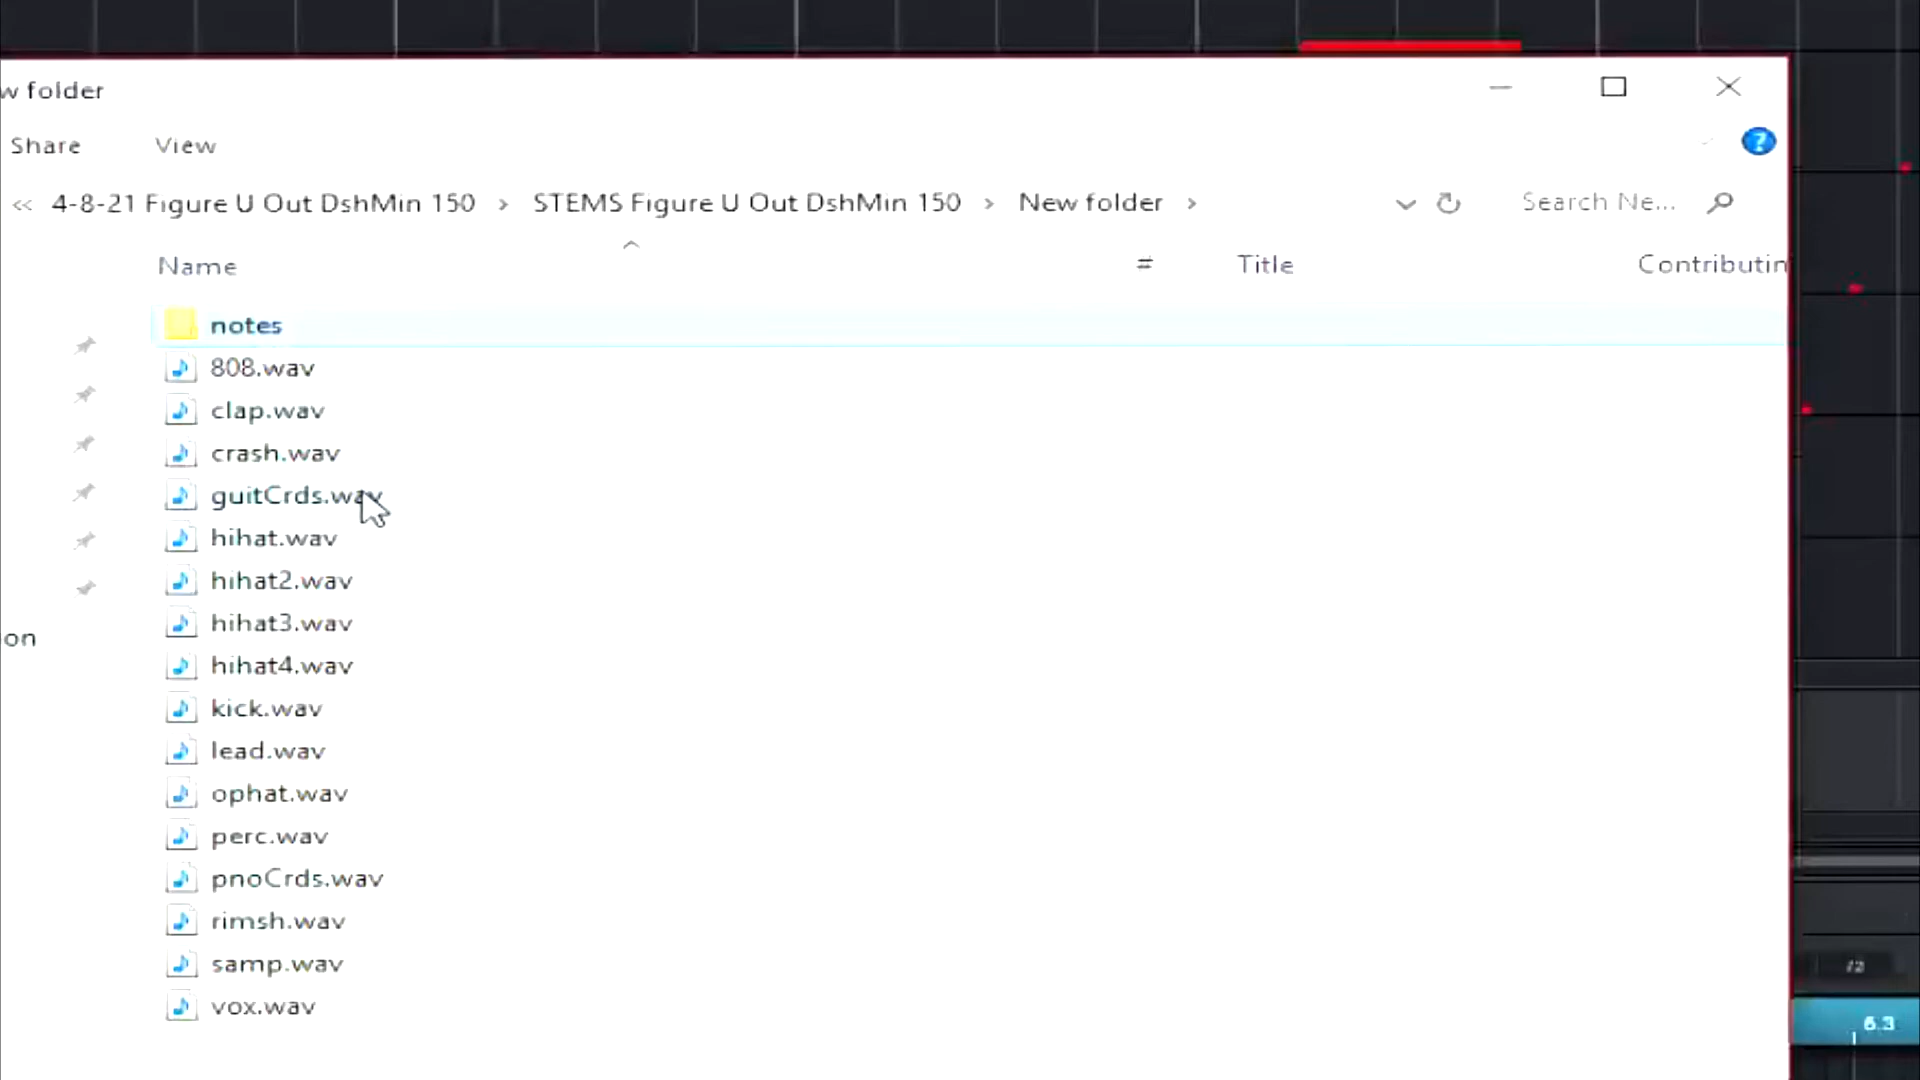 w folder
Share View
« 4-8-21 Figure U Out DshMin 150 › STEMS Figure U Out DshMin 150 › New folder › Search Ne...
Name # Title Contributin
notes
808.wav
clap.wav
crash.wav
guitCrds.wav
hihat.wav
hihat2.wav
hihat3.wav
on
hihat4.wav
kick.wav
lead.wav
ophat.wav
perc.wav
pnoCrds.wav
rimsh.wav
samp.wav
vox.wav
6.3